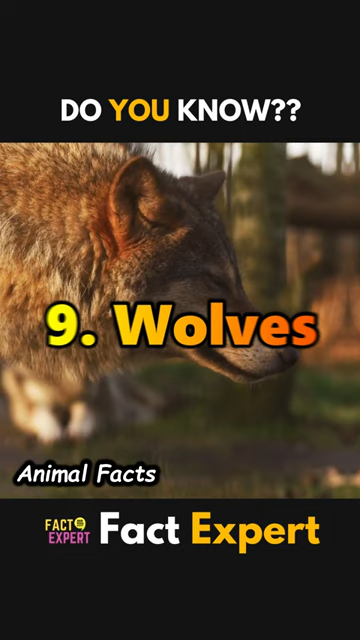 DO YOU KNOW??
9. Wolves
Animal Facts
FACT
EXPERT
Fact Expert